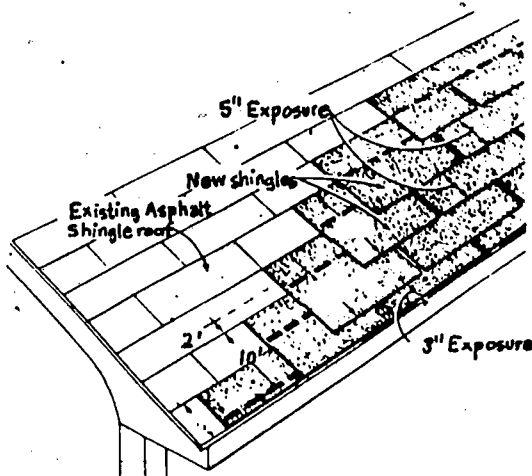 5" Exposure
New shingles
Existing Asphalt
Shingle roof
2'
10'
3" Exposure